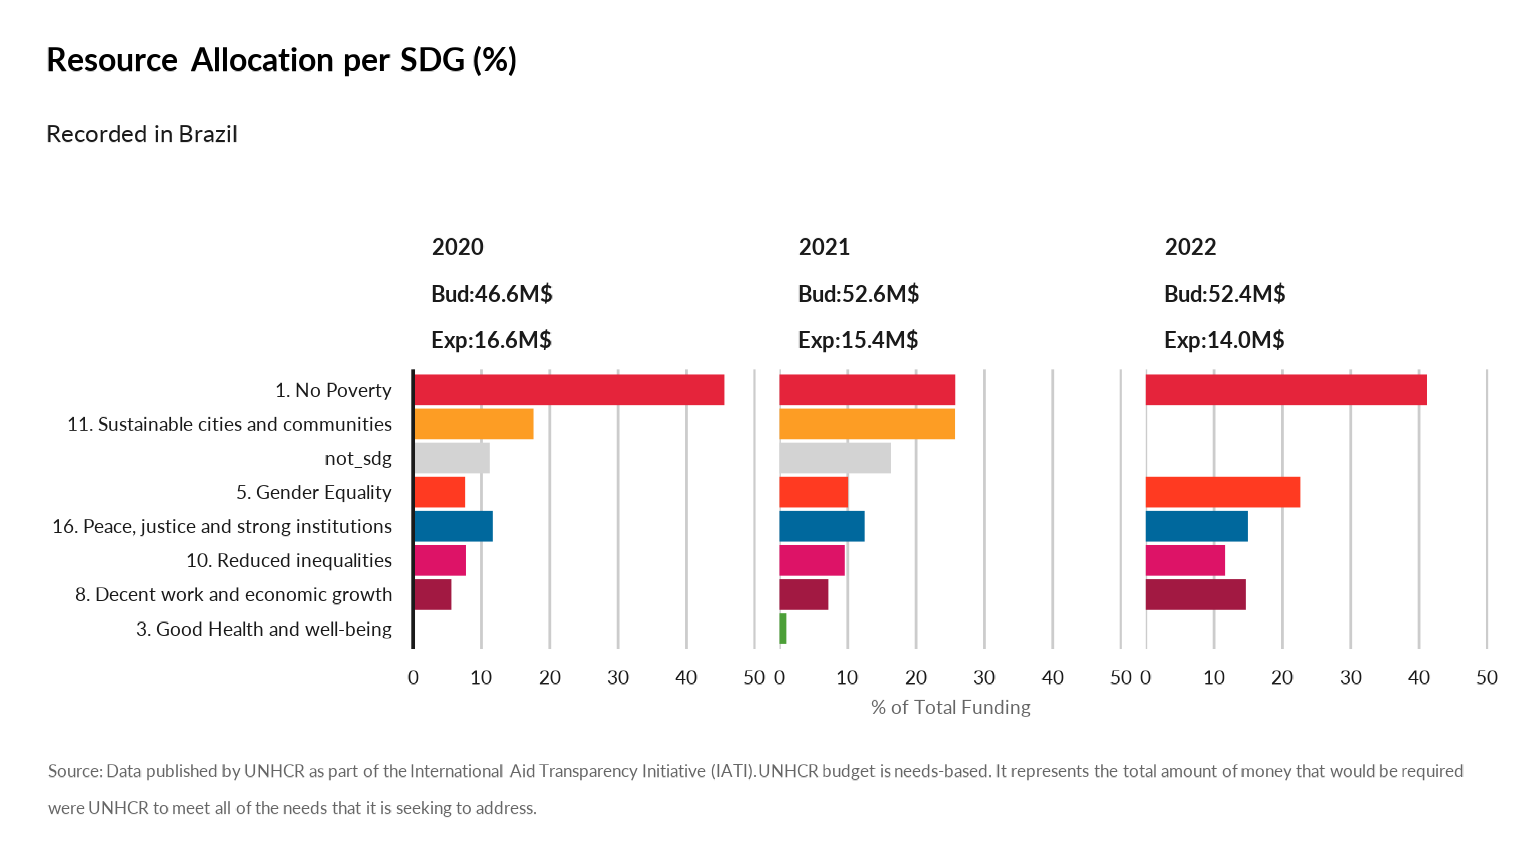 Resource Allocation per SDG (%)
Recorded in Brazil
2020 2021 2022
Bud:46.6M$ Bud:52.6M$ Bud:52.4M$
Exp:16.6M$ Exp:15.4M$ Exp:14.0M$
1. No Poverty
11. Sustainable cities and communities
not_sdg
5. Gender Equality
16. Peace, justice and strong institutions
10. Reduced inequalities
8. Decent work and economic growth
3. Good Health and well-being
0 10 20 30 40 50 0 10 20 30 40 50 0 10 20 30 40 50
% of Total Funding
Source: Data published by UNHCR as part of the International Aid Transparency Initiative (IATI).UNHCR budget is needs-based. It represents the total amount of money that would be required
were UNHCR to meet all of the needs that it is seeking to address.